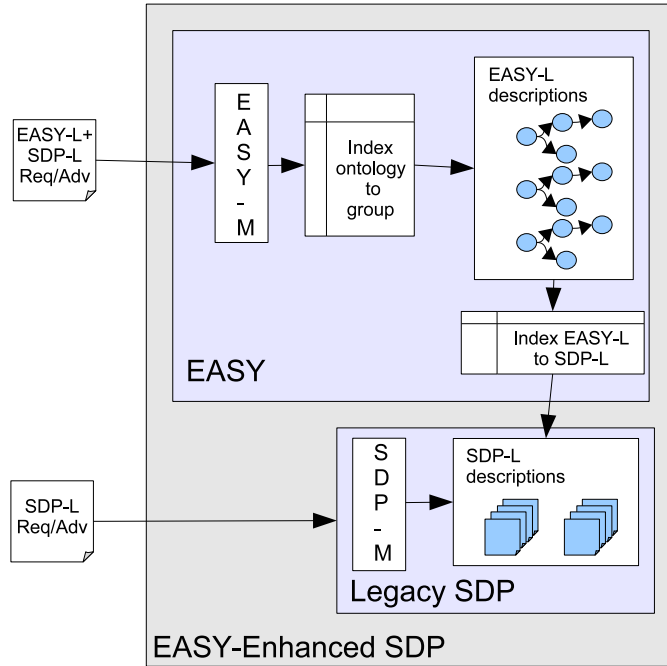 EASY-L+
SDP-L
Req/Adv
E
A
S
Y
-
M
Index
ontology
to
group
EASY-L
descriptions
Index EASY-L
to SDP-L
EASY
SDP-L
Req/Adv
S
D
P
-
M
SDP-L
descriptions
Legacy SDP
EASY-Enhanced SDP